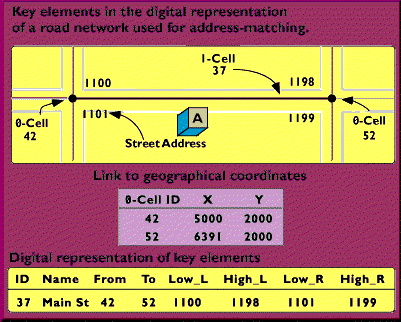 Key elements in the digital representation
of a road network used for address-matching.
1-Cell
37
1100 1198
0-Cell
42
1101 A 1199
0-Cell
52
Street Address
Link to geographical coordinates
0-Cell ID X Y
42 5000 2000
52 6391 2000
Digital representation of key elements
ID Name From To Low_L High_L Low_R High_R
37 Main St 42 52 1100 1198 1101 1199